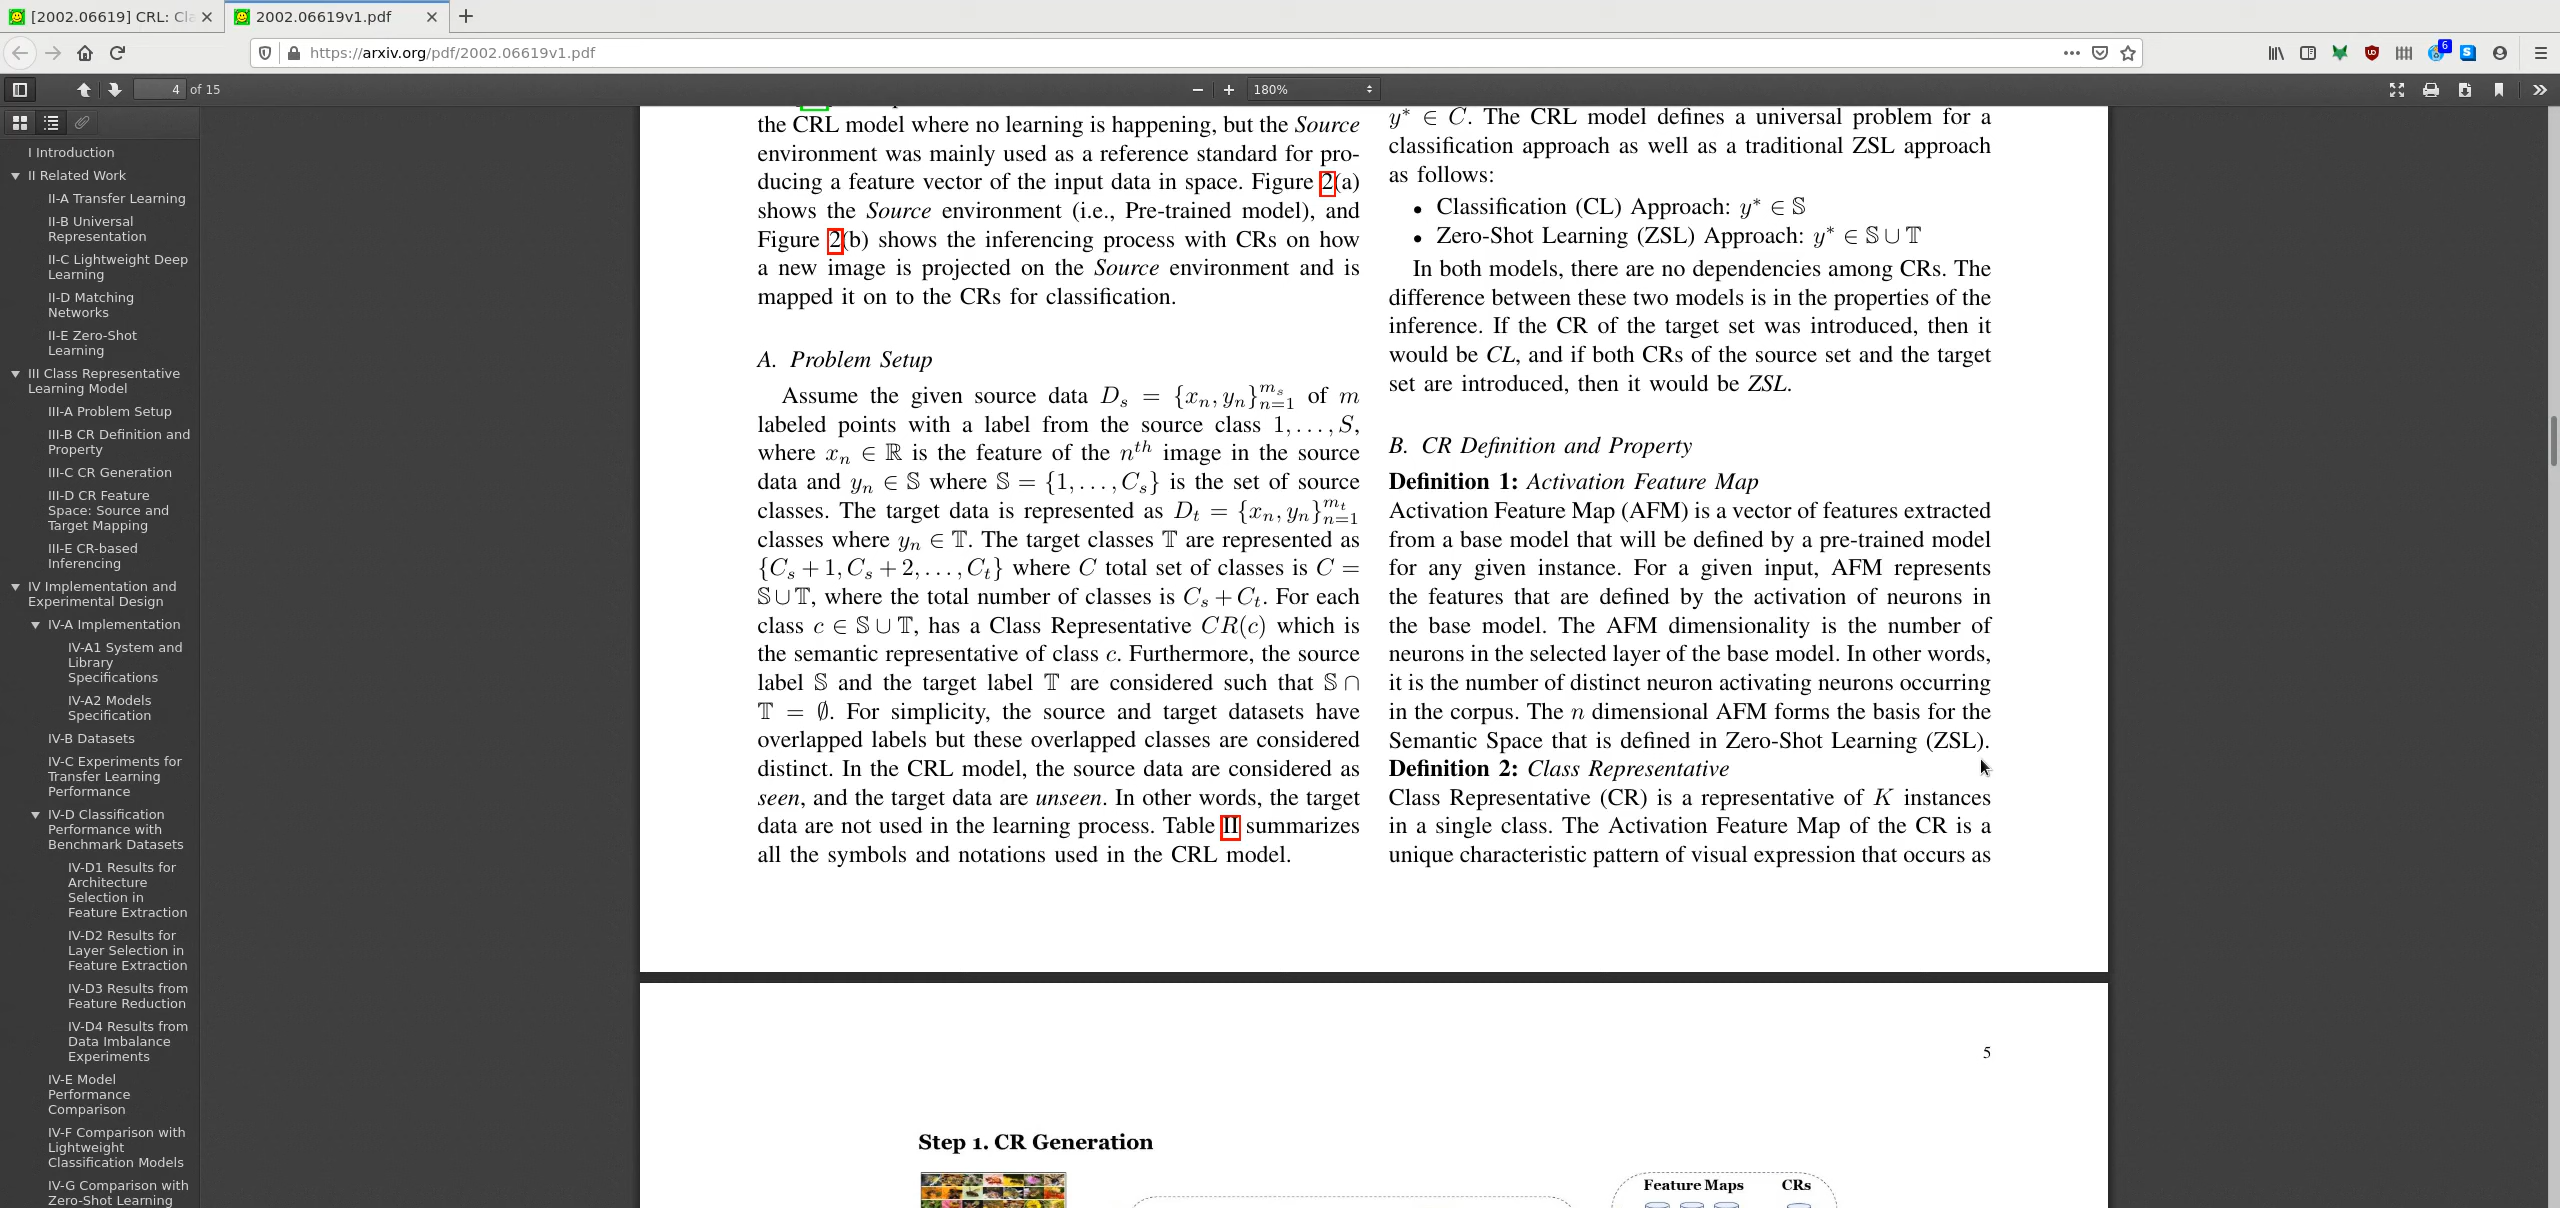 [2002.06619] CRL: Cla
2002.06619v1.pdf
https://arxiv.org/pdf/2002.06619v1.pdf
6
4 of 15
180%
I Introduction
II Related Work
II-A Transfer Learning
II-B Universal
Representation
II-C Lightweight Deep
Learning
II-D Matching
Networks
II-E Zero-Shot
Learning
III Class Representative
Learning Model
III-A Problem Setup
III-B CR Definition and
Property
III-C CR Generation
III-D CR Feature
Space: Source and
Target Mapping
III-E CR-based
Inferencing
IV Implementation and
Experimental Design
IV-A Implementation
IV-A1 System and
Library
Specifications
IV-A2 Models
Specification
IV-B Datasets
IV-C Experiments for
Transfer Learning
Performance
IV-D Classification
Performance with
Benchmark Datasets
IV-D1 Results for
Architecture
Selection in
Feature Extraction
IV-D2 Results for
Layer Selection in
Feature Extraction
IV-D3 Results from
Feature Reduction
IV-D4 Results from
Data Imbalance
Experiments
IV-E Model
Performance
Comparison
IV-F Comparison with
Lightweight
Classification Models
IV-G Comparison with
Zero-Shot Learning
the CRL model where no learning is happening, but the Source
environment was mainly used as a reference standard for pro-
ducing a feature vector of the input data in space. Figure 2(a)
shows the Source environment (i.e., Pre-trained model), and
Figure 2(b) shows the inferencing process with CRs on how
a new image is projected on the Source environment and is
mapped it on to the CRs for classification.
A. Problem Setup
Assume the given source data D_s = {x_n, y_n}_{n=1}^{m_s} of m
labeled points with a label from the source class 1, . . . , S,
where x_n ∈ ℝ is the feature of the n^{th} image in the source
data and y_n ∈ 𝕊 where 𝕊 = {1, . . . , C_s} is the set of source
classes. The target data is represented as D_t = {x_n, y_n}_{n=1}^{m_t}
classes where y_n ∈ 𝕋. The target classes 𝕋 are represented as
{C_s + 1, C_s + 2, . . . , C_t} where C total set of classes is C =
𝕊 ∪ 𝕋, where the total number of classes is C_s + C_t. For each
class c ∈ 𝕊 ∪ 𝕋, has a Class Representative CR(c) which is
the semantic representative of class c. Furthermore, the source
label 𝕊 and the target label 𝕋 are considered such that 𝕊 ∩
𝕋 = ∅. For simplicity, the source and target datasets have
overlapped labels but these overlapped classes are considered
distinct. In the CRL model, the source data are considered as
seen, and the target data are unseen. In other words, the target
data are not used in the learning process. Table II summarizes
all the symbols and notations used in the CRL model.
y* ∈ C. The CRL model defines a universal problem for a
classification approach as well as a traditional ZSL approach
as follows:
• Classification (CL) Approach: y* ∈ 𝕊
• Zero-Shot Learning (ZSL) Approach: y* ∈ 𝕊 ∪ 𝕋
In both models, there are no dependencies among CRs. The
difference between these two models is in the properties of the
inference. If the CR of the target set was introduced, then it
would be CL, and if both CRs of the source set and the target
set are introduced, then it would be ZSL.
B. CR Definition and Property
Definition 1: Activation Feature Map
Activation Feature Map (AFM) is a vector of features extracted
from a base model that will be defined by a pre-trained model
for any given instance. For a given input, AFM represents
the features that are defined by the activation of neurons in
the base model. The AFM dimensionality is the number of
neurons in the selected layer of the base model. In other words,
it is the number of distinct neuron activating neurons occurring
in the corpus. The n dimensional AFM forms the basis for the
Semantic Space that is defined in Zero-Shot Learning (ZSL).
Definition 2: Class Representative
Class Representative (CR) is a representative of K instances
in a single class. The Activation Feature Map of the CR is a
unique characteristic pattern of visual expression that occurs as
5
Step 1. CR Generation
Feature Maps
CRs